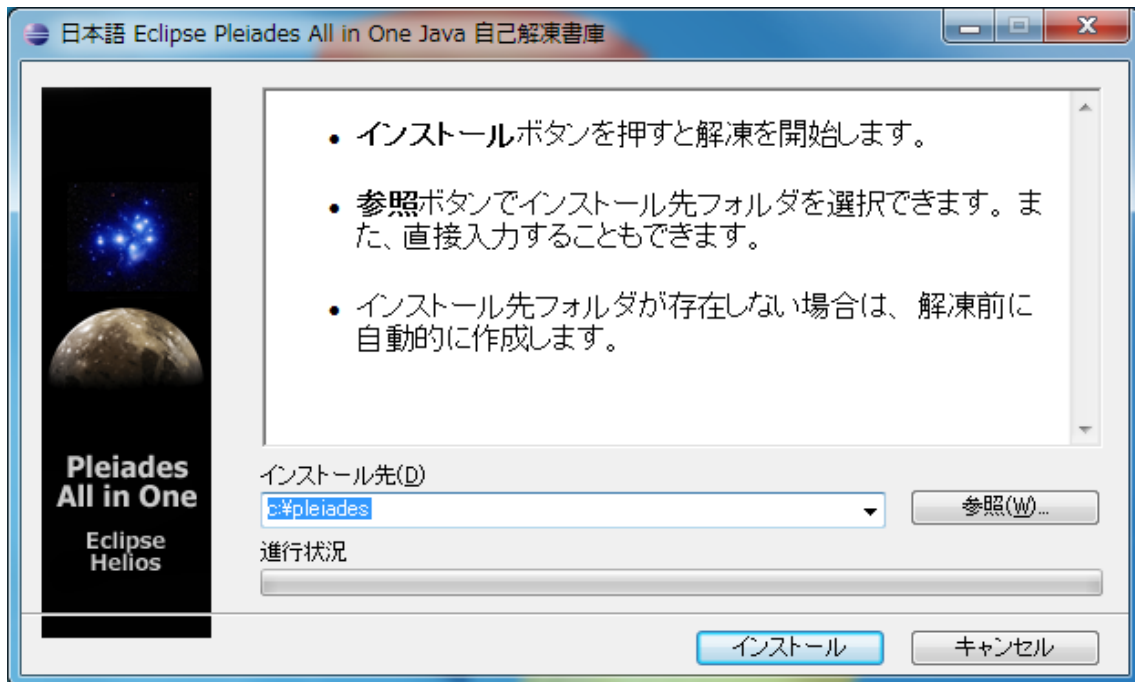 日本語 Eclipse Pleiades All in One Java 自己解凍書庫
• インストールボタンを押すと解凍を開始します。
• 参照ボタンでインストール先フォルダを選択できます。ま
た、直接入力することもできます。
• インストール先フォルダが存在しない場合は、解凍前に
自動的に作成します。
Pleiades
All in One
Eclipse
Helios
インストール先(D)
c:¥pleiades
参照(W)...
進行状況
インストール
キャンセル